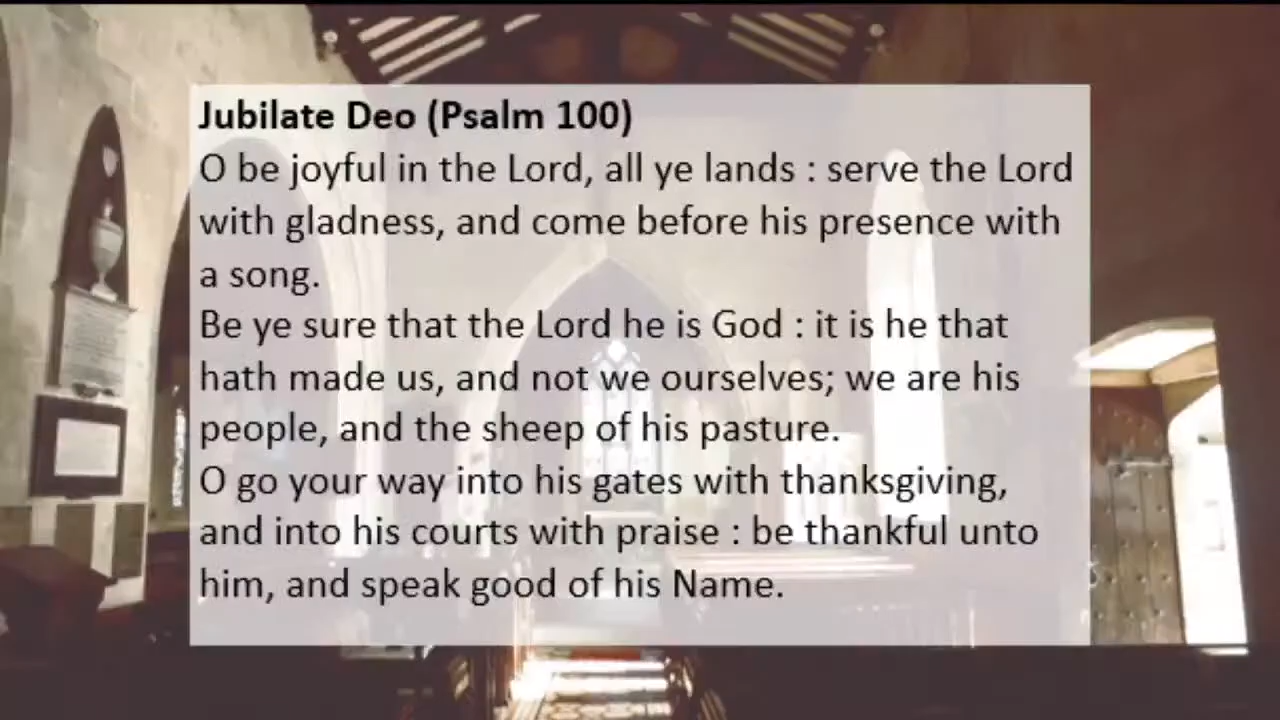 Jubilate Deo (Psalm 100)
O be joyful in the Lord, all ye lands : serve the Lord
with gladness, and come before his presence with
a song.
Be ye sure that the Lord he is God : it is he that
hath made us, and not we ourselves; we are his
people, and the sheep of his pasture.
O go your way into his gates with thanksgiving,
and into his courts with praise : be thankful unto
him, and speak good of his Name.